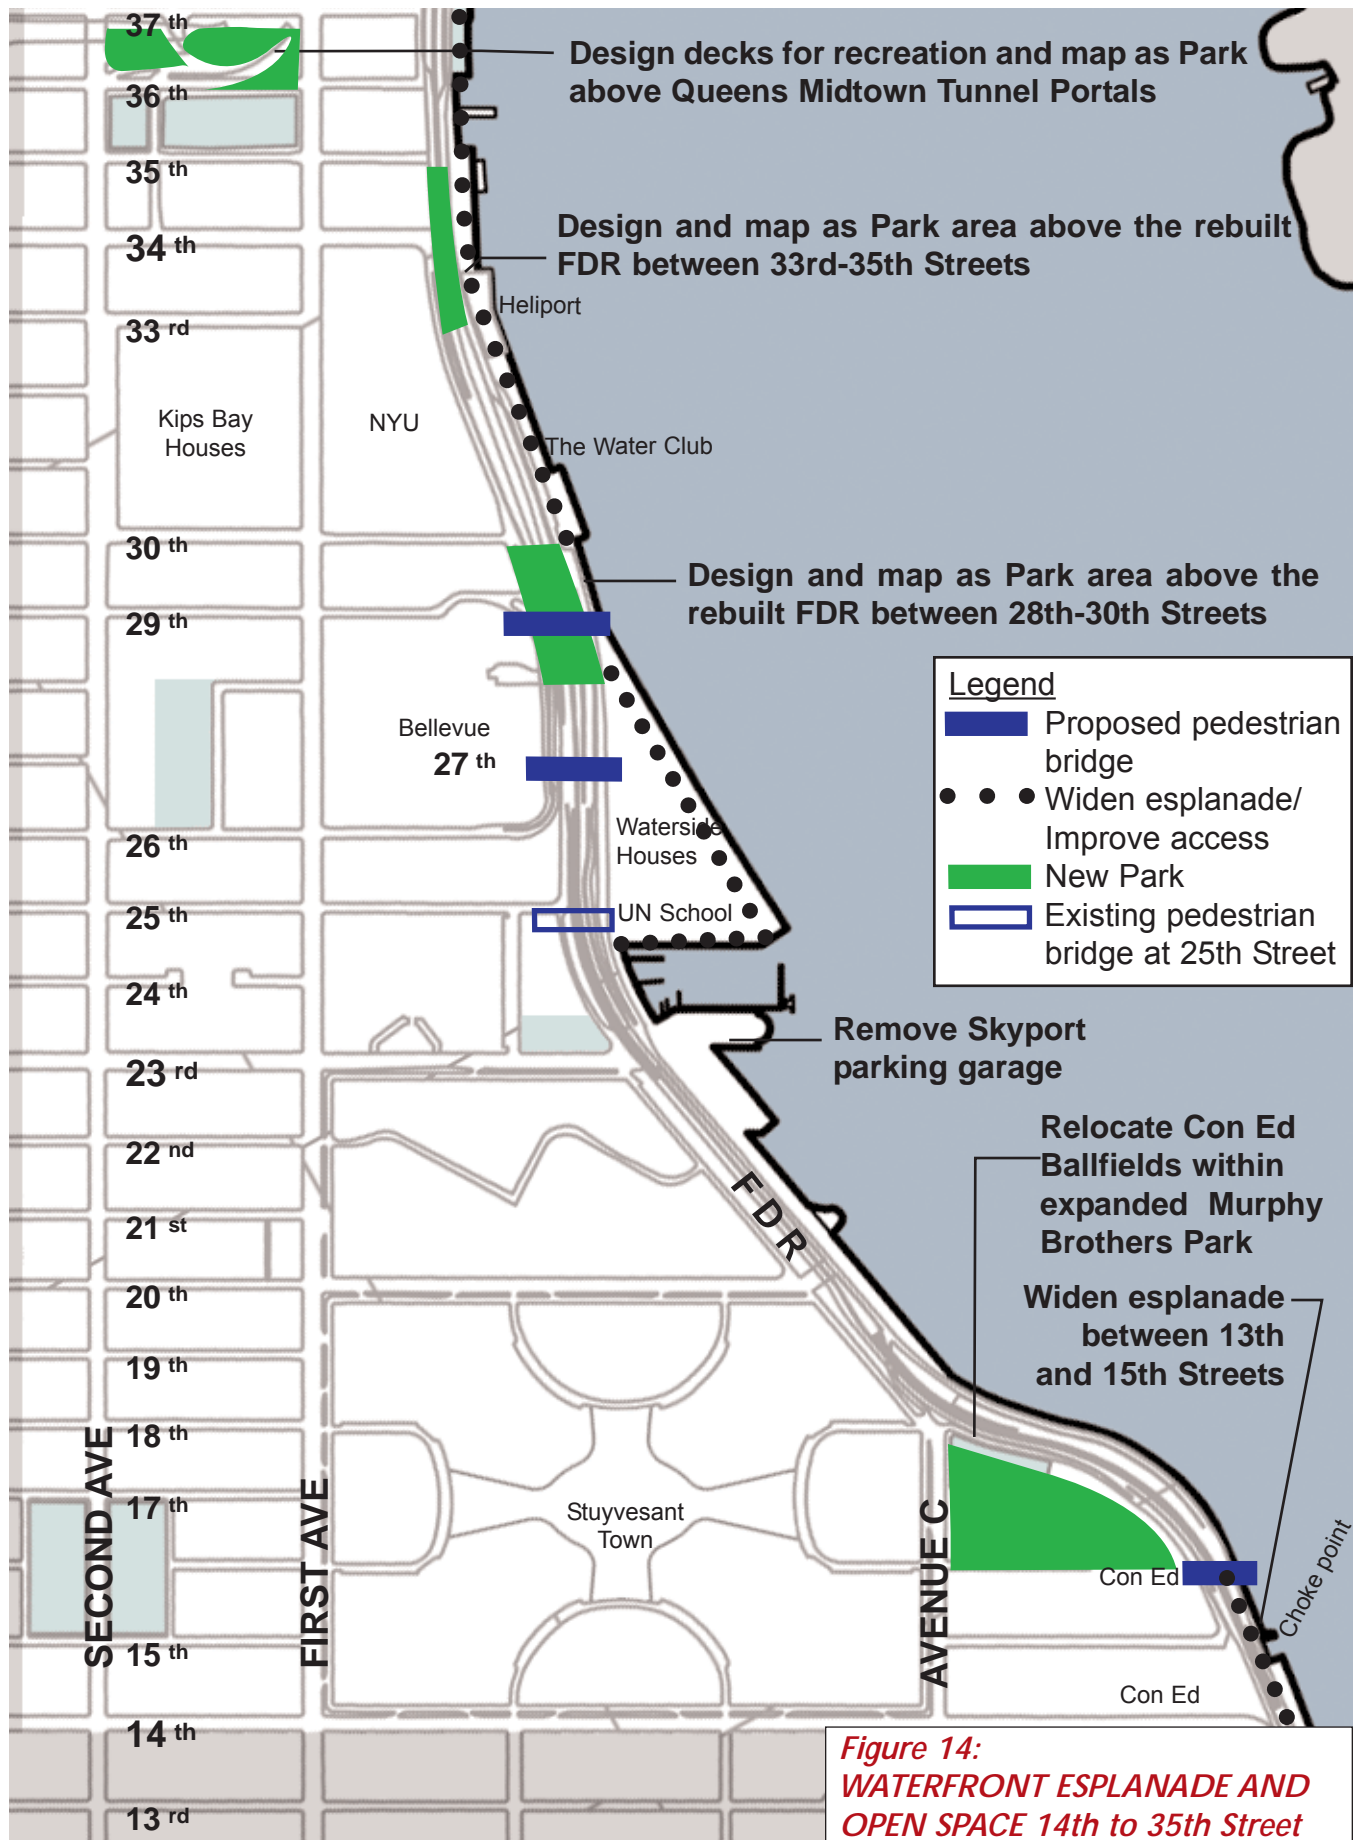 37 th
Design decks for recreation and map as Park
above Queens Midtown Tunnel Portals
36 th
35 th
Design and map as Park area above the rebuilt
FDR between 33rd-35th Streets
34 th
Heliport
33 rd
Kips Bay
Houses
NYU
The Water Club
30 th
Design and map as Park area above the
rebuilt FDR between 28th-30th Streets
29 th
Legend
Proposed pedestrian
bridge
Widen esplanade/
Improve access
New Park
Existing pedestrian
bridge at 25th Street
Bellevue
27 th
Waterside
Houses
26 th
25 th
UN School
24 th
Remove Skyport
parking garage
23 rd
Relocate Con Ed
Ballfields within
expanded Murphy
Brothers Park
22 nd
FDR
21 st
20 th
Widen esplanade
between 13th
and 15th Streets
19 th
18 th
SECOND AVE
FIRST AVE
17 th
Stuyvesant
Town
AVENUE C
Con Ed
Choke point
15 th
Con Ed
14 th
13 rd
Figure 14:
WATERFRONT ESPLANADE AND
OPEN SPACE 14th to 35th Street